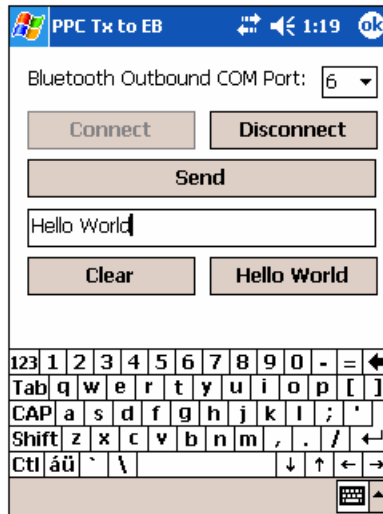 PPC Tx to EB 1:19 ok
Bluetooth Outbound COM Port: 6
Connect Disconnect
Send
Hello World
Clear Hello World
123 1 2 3 4 5 6 7 8 9 0 - =
Tab q w e r t y u i o p [ ]
CAP a s d f g h j k l ; '
Shift z x c v b n m , . /
Ctl áü ` \ ↓ ↑ ← →